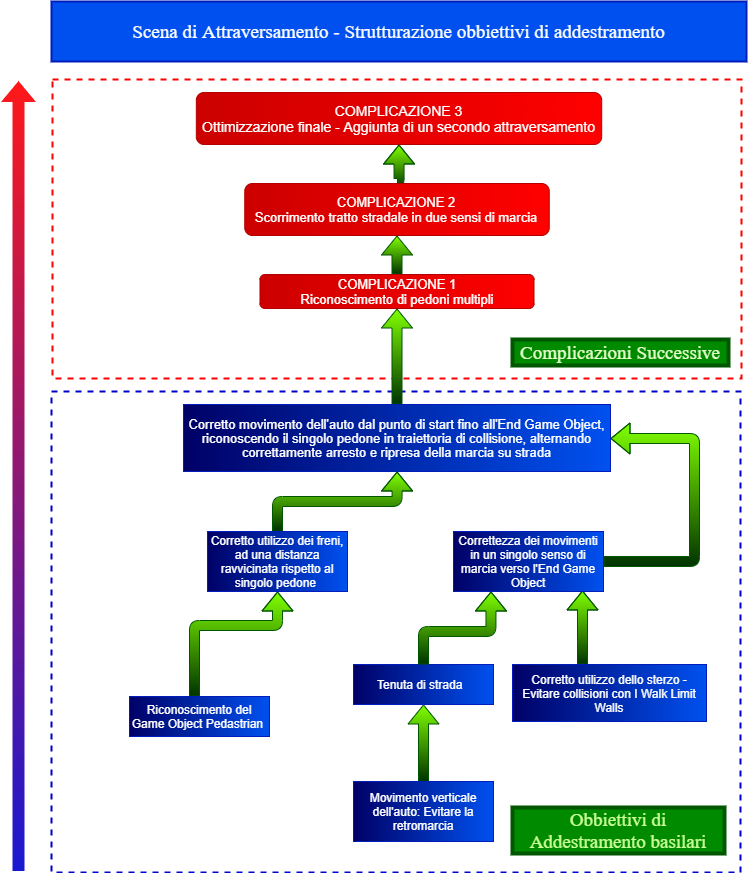 Scena di Attraversamento - Strutturazione obbiettivi di addestramento
COMPLICAZIONE 3
Ottimizzazione finale - Aggiunta di un secondo attraversamento
COMPLICAZIONE 2
Scorrimento tratto stradale in due sensi di marcia
COMPLICAZIONE 1
Riconoscimento di pedoni multipli
Complicazioni Successive
Corretto movimento dell'auto dal punto di start fino all'End Game Object,
riconoscendo il singolo pedone in traiettoria di collisione, alternando
correttamente arresto e ripresa della marcia su strada
Corretto utilizzo dei freni,
ad una distanza
ravvicinata rispetto al
singolo pedone
Correttezza dei movimenti
in un singolo senso di
marcia verso l'End Game
Object
Riconoscimento del
Game Object Pedastrian
Tenuta di strada
Corretto utilizzo dello sterzo -
Evitare collisioni con I Walk Limit
Walls
Movimento verticale
dell'auto: Evitare la
retromarcia
Obbiettivi di
Addestramento basilari